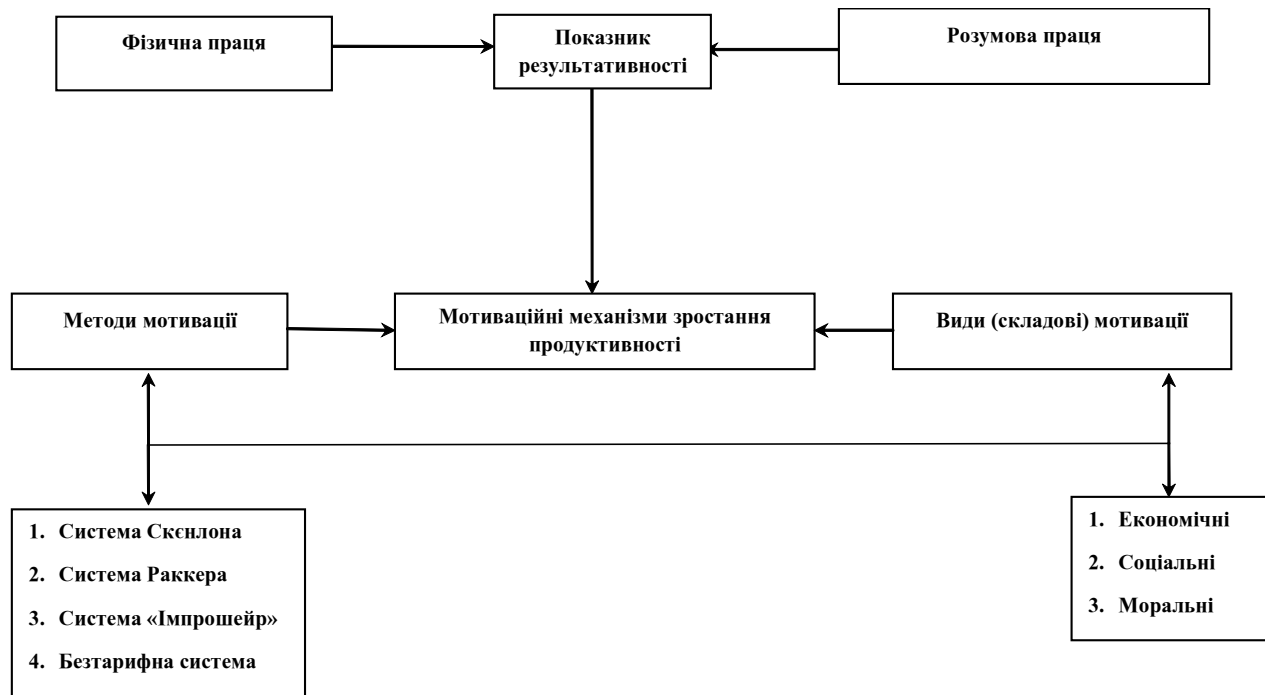 Фізична праця
Показник
результативності
Розумова праця
Методи мотивації
Мотиваційні механізми зростання
продуктивності
Види (складові) мотивації
1. Система Скєнлона
2. Система Раккера
3. Система «Імпрошейр»
4. Безтарифна система
1. Економічні
2. Соціальні
3. Моральні